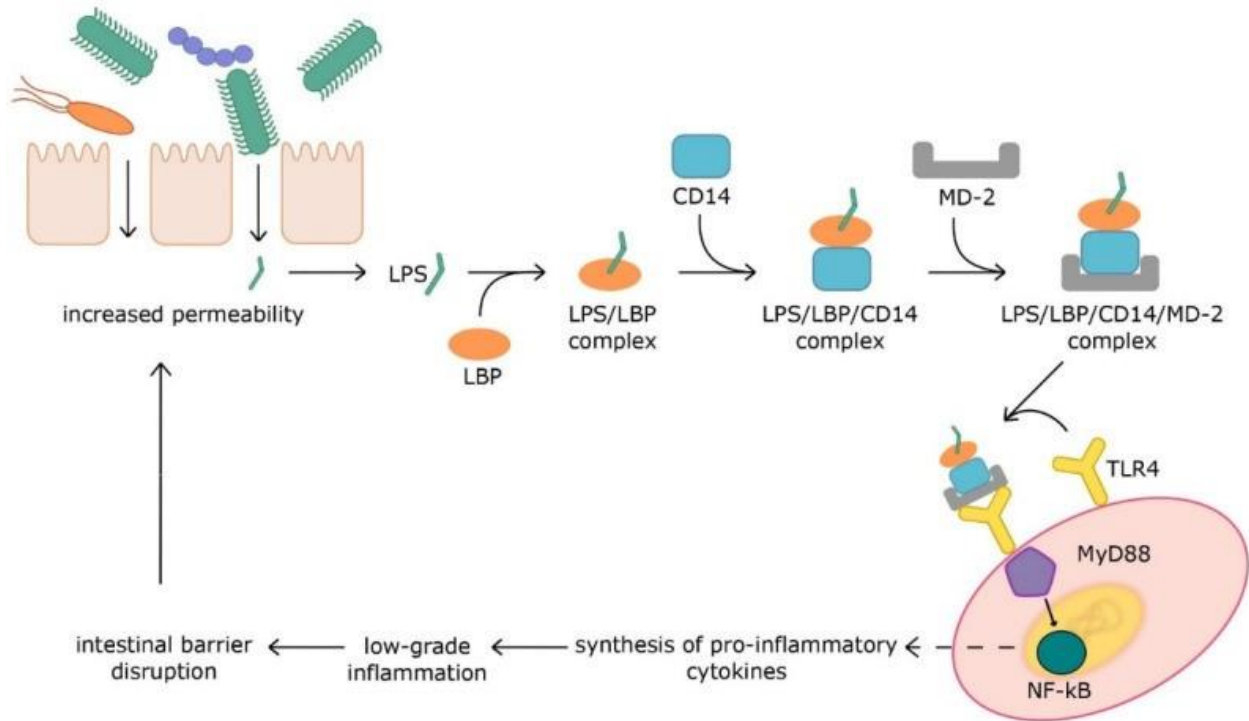 CD14
MD-2
LPS
increased permeability
LPS/LBP
complex
LPS/LBP/CD14
complex
LPS/LBP/CD14/MD-2
complex
LBP
TLR4
MyD88
intestinal barrier
disruption
low-grade
inflammation
synthesis of pro-inflammatory
cytokines
NF-kB